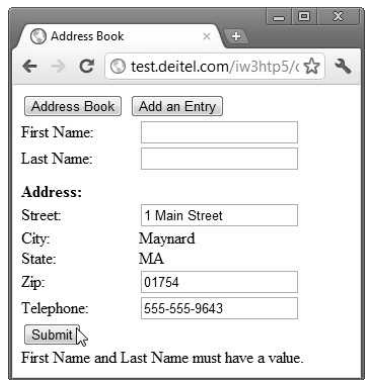 Address Book
test.deitel.com/iw3htp5/
Address Book Add an Entry
First Name:
Last Name:
Address:
Street: 1 Main Street
City: Maynard
State: MA
Zip: 01754
Telephone: 555-555-9643
Submit
First Name and Last Name must have a value.